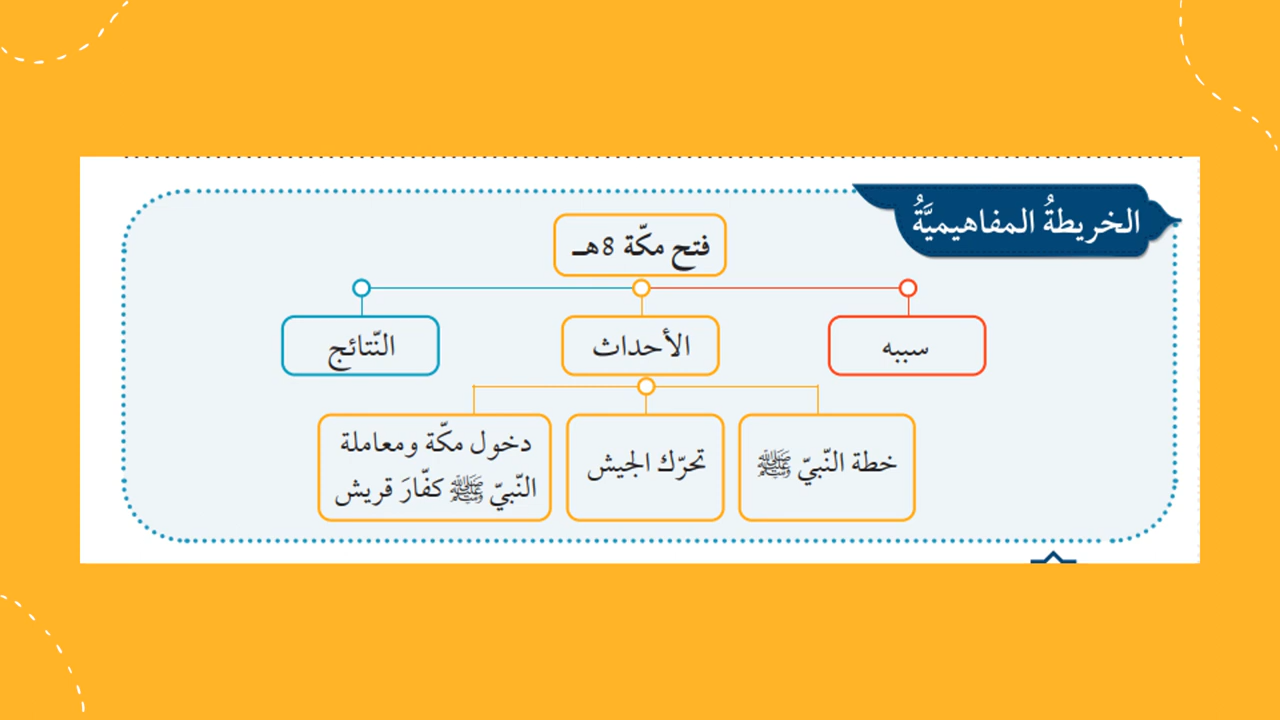 الخريطةُ المفاهيميَّةُ
فتح مكّة 8هـ
سببه
الأحداث
النّتائج
خطة النّبيّ ﷺ
تحرّك الجيش
دخول مكّة ومعاملة
النّبيّ ﷺ كفّارَ قريش